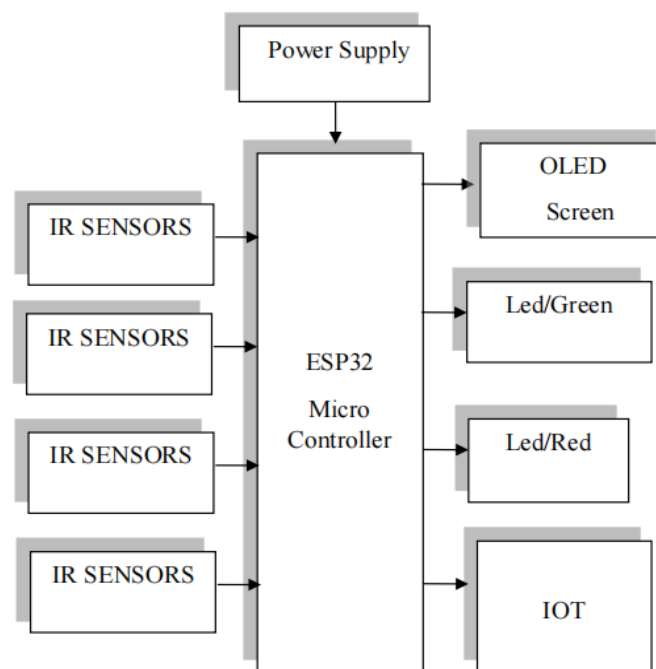 Power Supply
OLED
Screen
IR SENSORS
Led/Green
IR SENSORS
ESP32
Micro
Controller
Led/Red
IR SENSORS
IR SENSORS
IOT